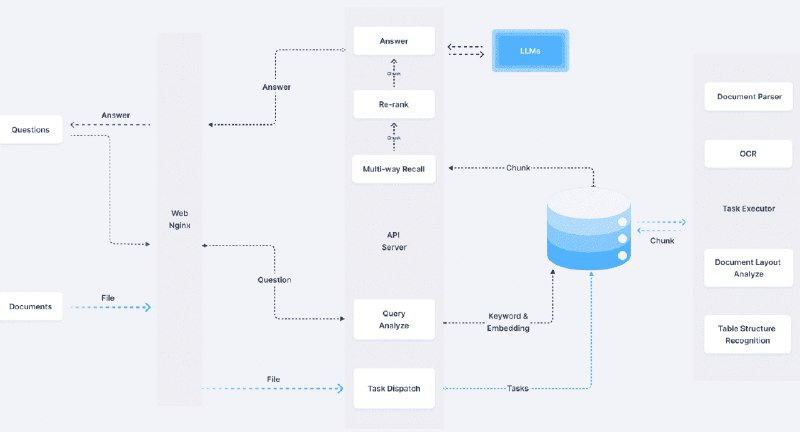 Questions
Answer
Documents
File
Web
Nginx
Answer
Question
File
Answer
Chunk
Re-rank
Chunk
Multi-way Recall
API
Server
Query
Analyze
Task Dispatch
LLMs
Chunk
Keyword &
Embedding
Tasks
Chunk
Document Parser
OCR
Task Executor
Document Layout
Analyze
Table Structure
Recognition